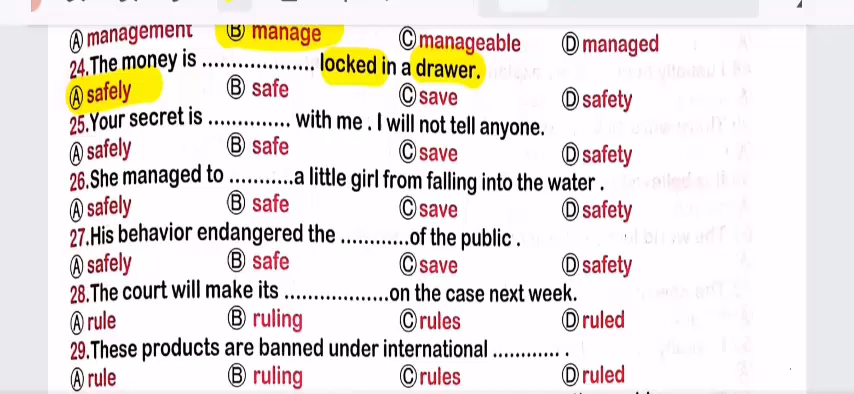 Ⓐ management Ⓑ manage Ⓒ manageable Ⓓ managed
24.The money is ................... locked in a drawer.
Ⓐ safely Ⓑ safe Ⓒ save Ⓓ safety
25.Your secret is .............. with me . I will not tell anyone.
Ⓐ safely Ⓑ safe Ⓒ save Ⓓ safety
26.She managed to ...........a little girl from falling into the water .
Ⓐ safely Ⓑ safe Ⓒ save Ⓓ safety
27.His behavior endangered the ............of the public .
Ⓐ safely Ⓑ safe Ⓒ save Ⓓ safety
28.The court will make its ..................on the case next week.
Ⓐ rule Ⓑ ruling Ⓒ rules Ⓓ ruled
29.These products are banned under international ............ .
Ⓐ rule Ⓑ ruling Ⓒ rules Ⓓ ruled